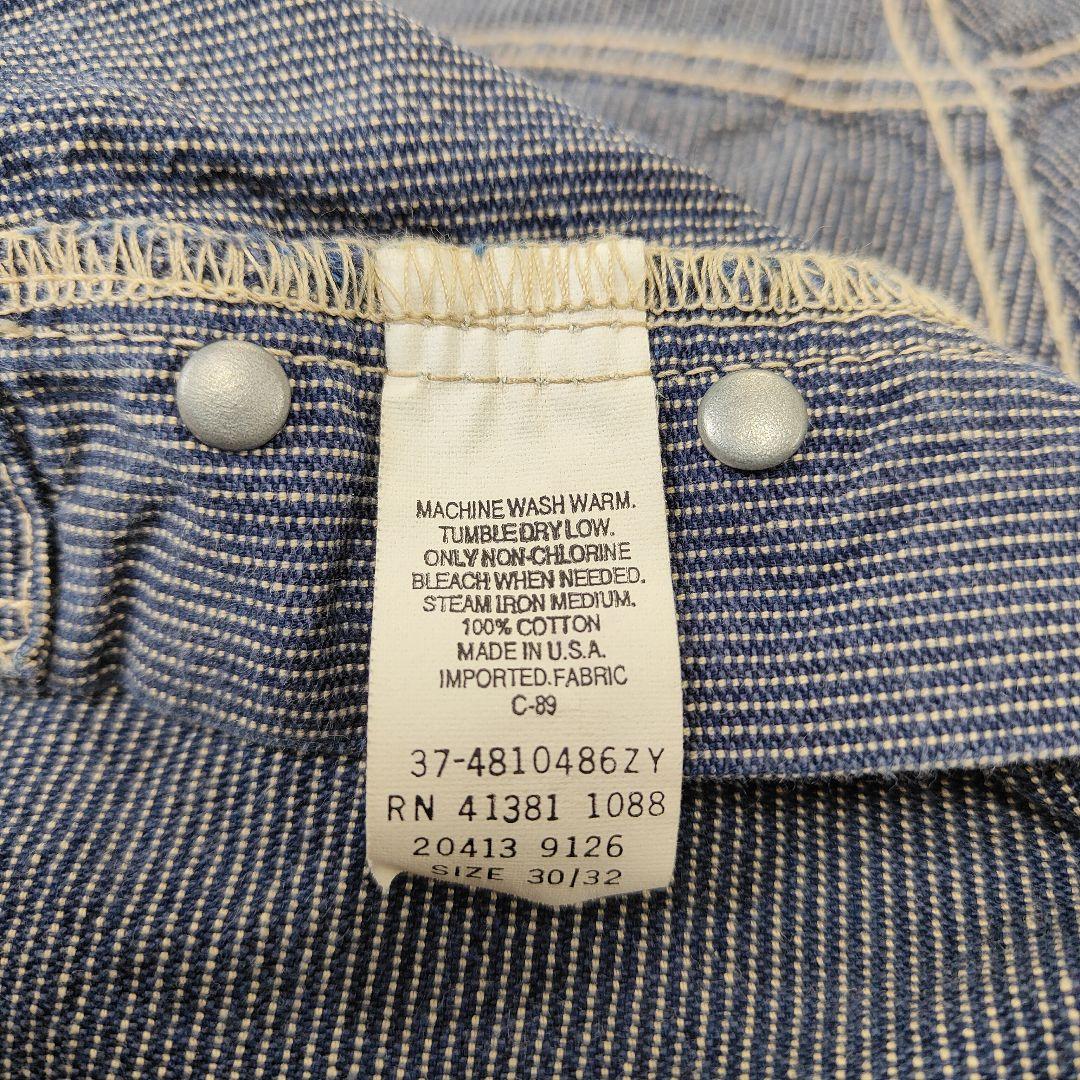 MACHINE WASH WARM.
TUMBLE DRY LOW.
ONLY NON-CHLORINE
BLEACH WHEN NEEDED.
STEAM IRON MEDIUM.
100% COTTON
MADE IN U.S.A.
IMPORTED.FABRIC
C-89
37-4810486ZY
RN 41381 1088
20413 9126
SIZE 30/32